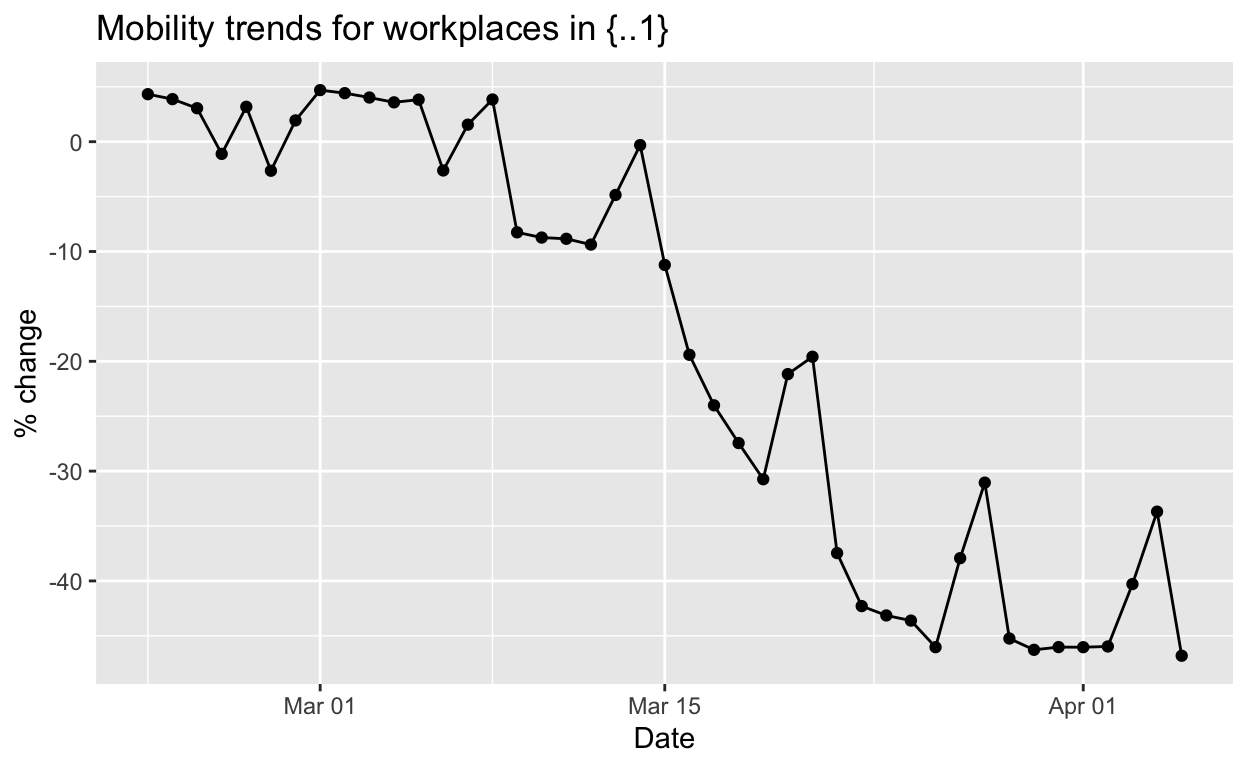 Mobility trends for workplaces in {..1}
0
-10
-20
-30
-40
% change
Mar 01
Mar 15
Apr 01
Date